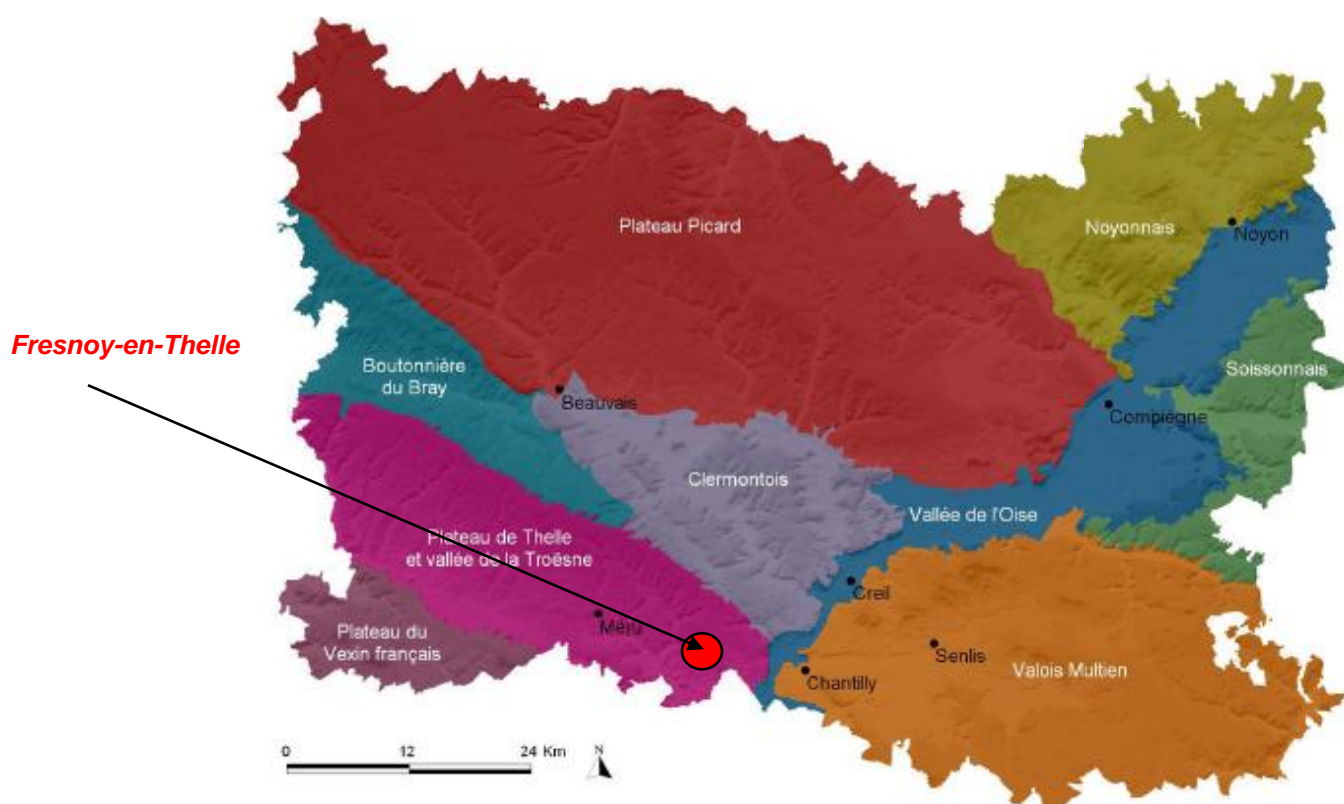 Plateau Picard
Noyonnais
Noyon
Fresnoy-en-Thelle
Boutonnière
du Bray
Soissonnais
Beauvais
Compiègne
Clermontois
Vallée de l'Oise
Plateau de Thelle
et vallée de la Troësne
Creil
Méru
Plateau du
Vexin français
Senlis
Chantilly
Valois Multien
0 12 24 Km N